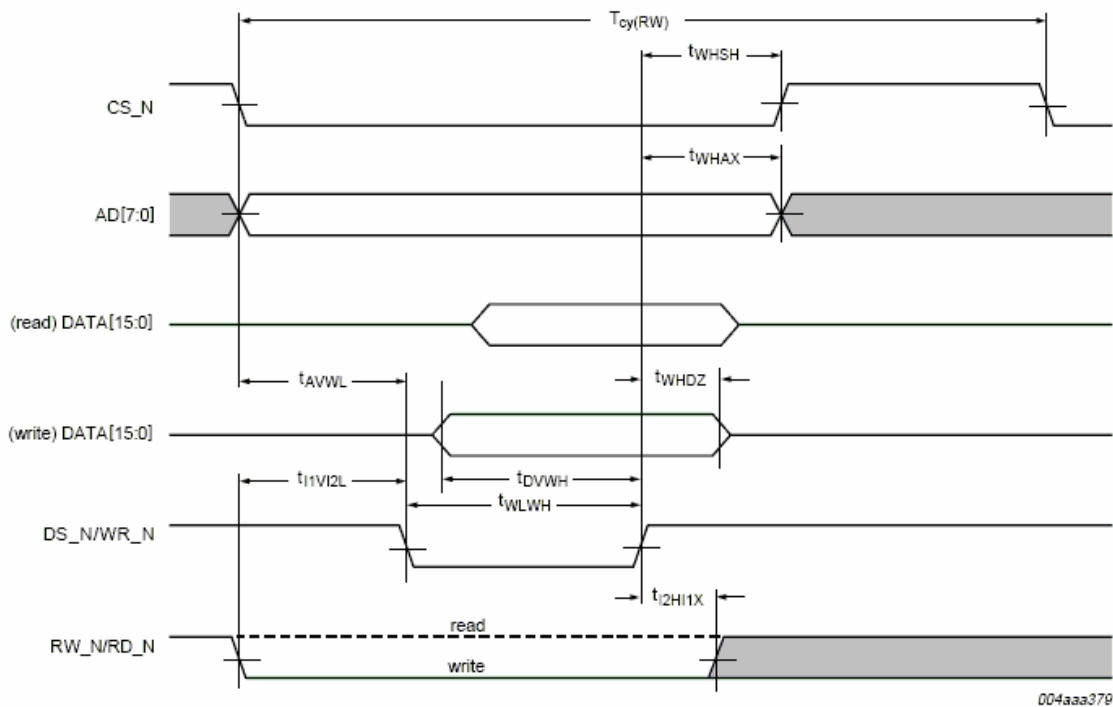 Tcy(RW)
tWHSH
CS_N
tWHAX
AD[7:0]
(read) DATA[15:0]
tAVWL
tWHDZ
(write) DATA[15:0]
tI1VI2L
tDVWH
tWLWH
DS_N/WR_N
tI2HI1X
read
RW_N/RD_N
write
004aaa379